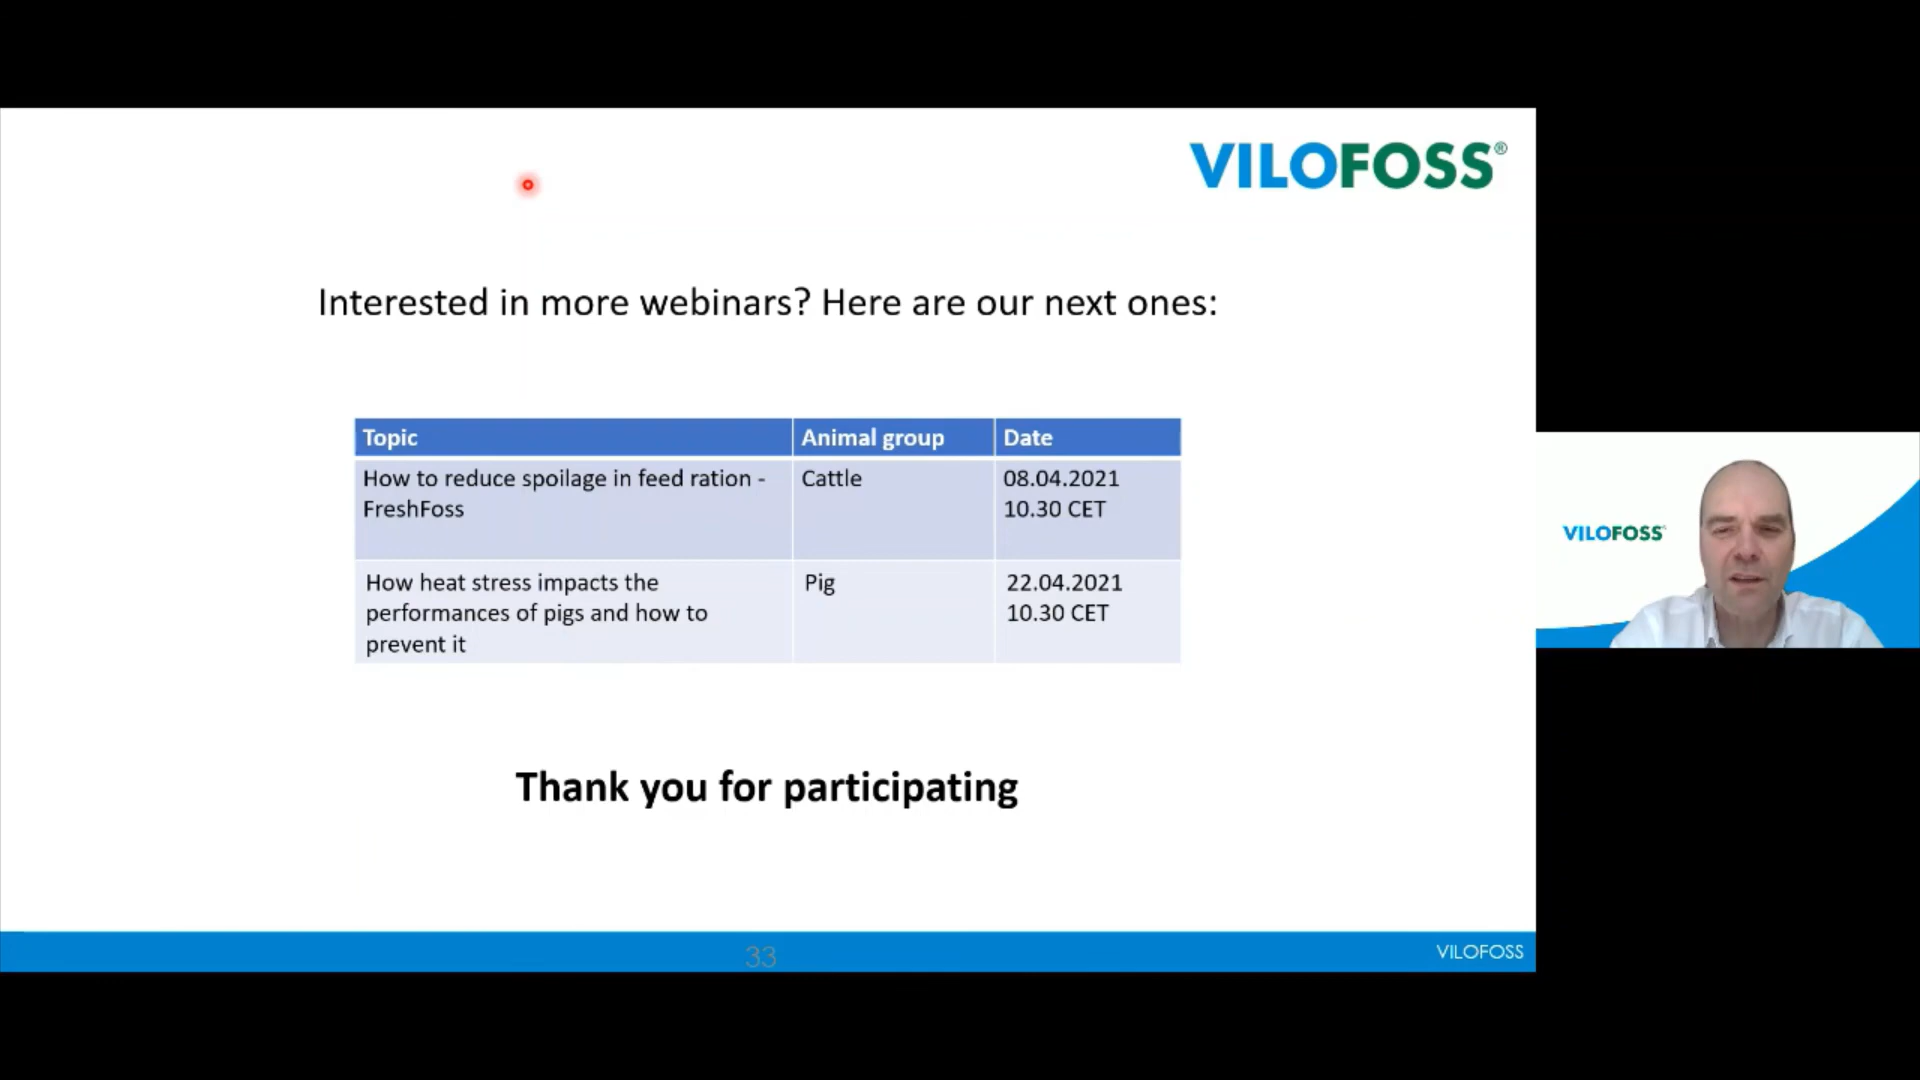 VILOFOSS®
Interested in more webinars? Here are our next ones:
Topic Animal group Date
How to reduce spoilage in feed ration - Cattle 08.04.2021
FreshFoss 10.30 CET
How heat stress impacts the Pig 22.04.2021
performances of pigs and how to 10.30 CET
prevent it
VILOFOSS
Thank you for participating
33 VILOFOSS